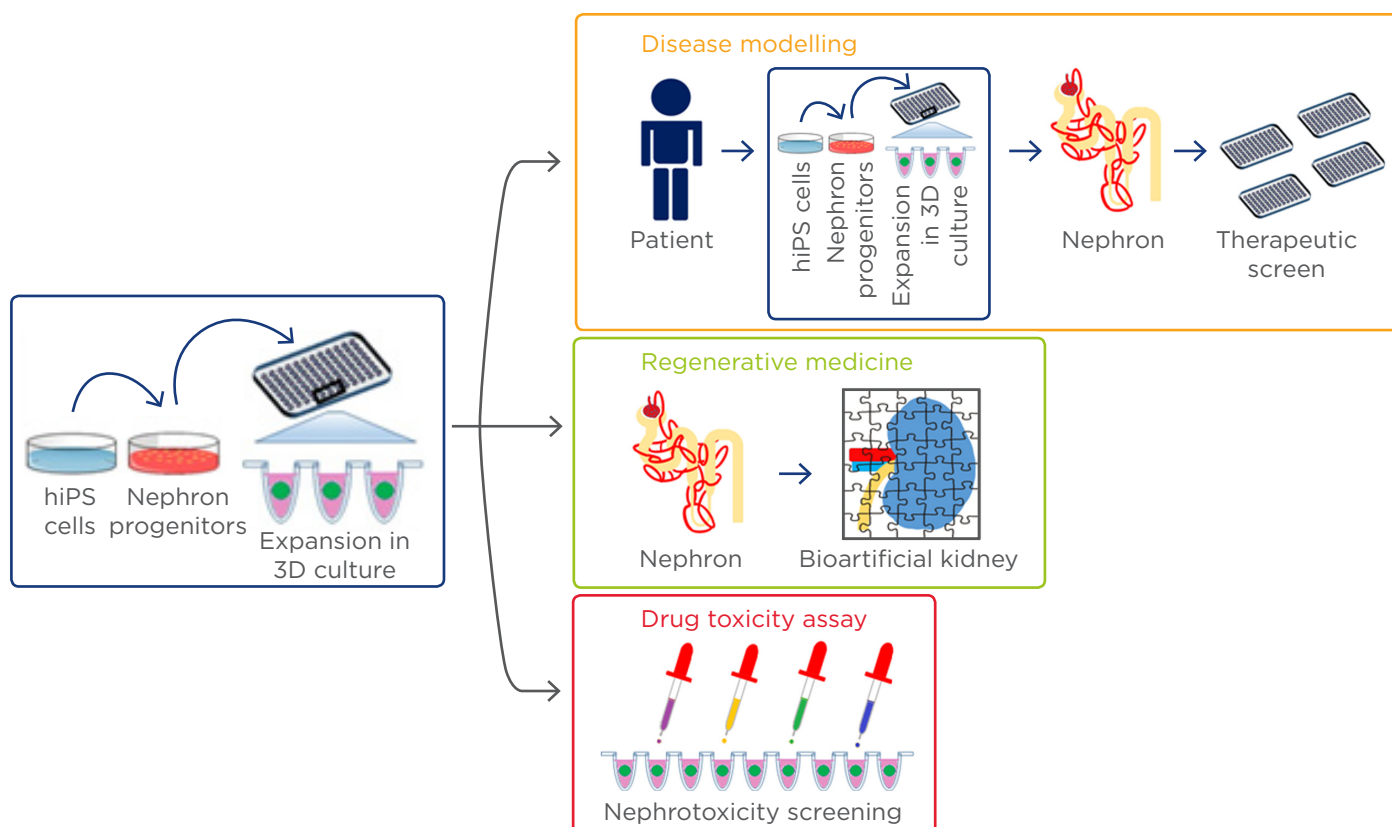 hiPS
cells
Nephron
progenitors
Expansion in
3D culture
Disease modelling
Patient
hiPS cells
Nephron
progenitors
Expansion
in 3D
culture
Nephron
Therapeutic
screen
Regenerative medicine
Nephron
Bioartificial kidney
Drug toxicity assay
Nephrotoxicity screening